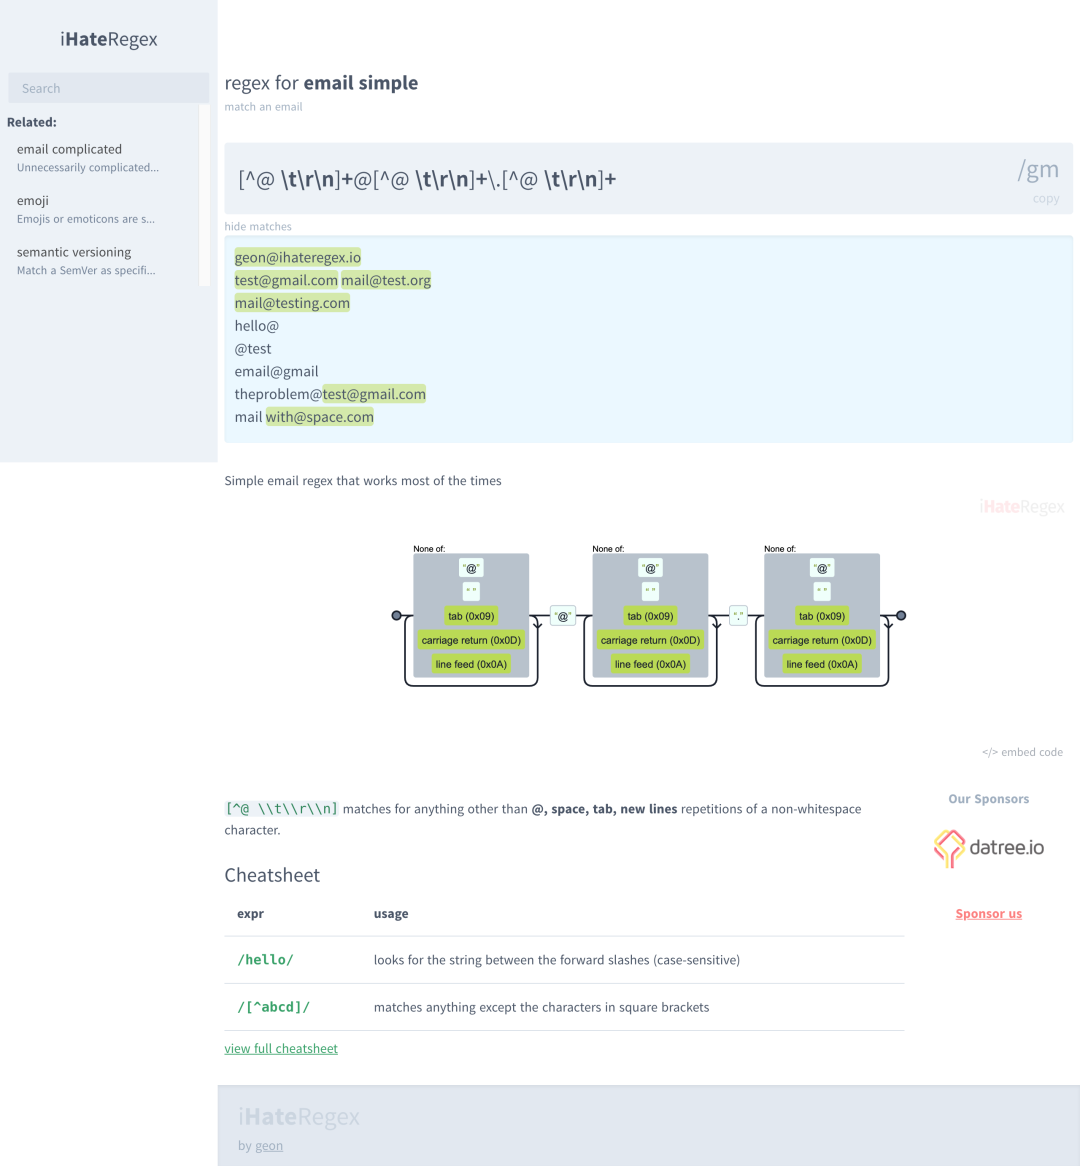 iHateRegex
Search
Related:
email complicated
Unnecessarily complicated...
emoji
Emojis or emoticons are s...
semantic versioning
Match a SemVer as specifi...
regex for email simple
match an email
[^@ \t\r\n]+@[^@ \t\r\n]+\.[^@ \t\r\n]+
/gm
copy
hide matches
geon@ihateregex.io
test@gmail.com mail@test.org
mail@testing.com
hello@
@test
email@gmail
theproblem@test@gmail.com
mail with@space.com
Simple email regex that works most of the times
iHateRegex
None of: None of: None of:
"@" "@" "@"
" " " " " "
tab (0x09) "@" tab (0x09) "." tab (0x09)
carriage return (0x0D) carriage return (0x0D) carriage return (0x0D)
line feed (0x0A) line feed (0x0A) line feed (0x0A)
</> embed code
[^@ \\t\\r\\n] matches for anything other than @, space, tab, new lines repetitions of a non-whitespace
character.
Our Sponsors
datree.io
Sponsor us
Cheatsheet
expr usage
/hello/ looks for the string between the forward slashes (case-sensitive)
/[^abcd]/ matches anything except the characters in square brackets
view full cheatsheet
iHateRegex
by geon